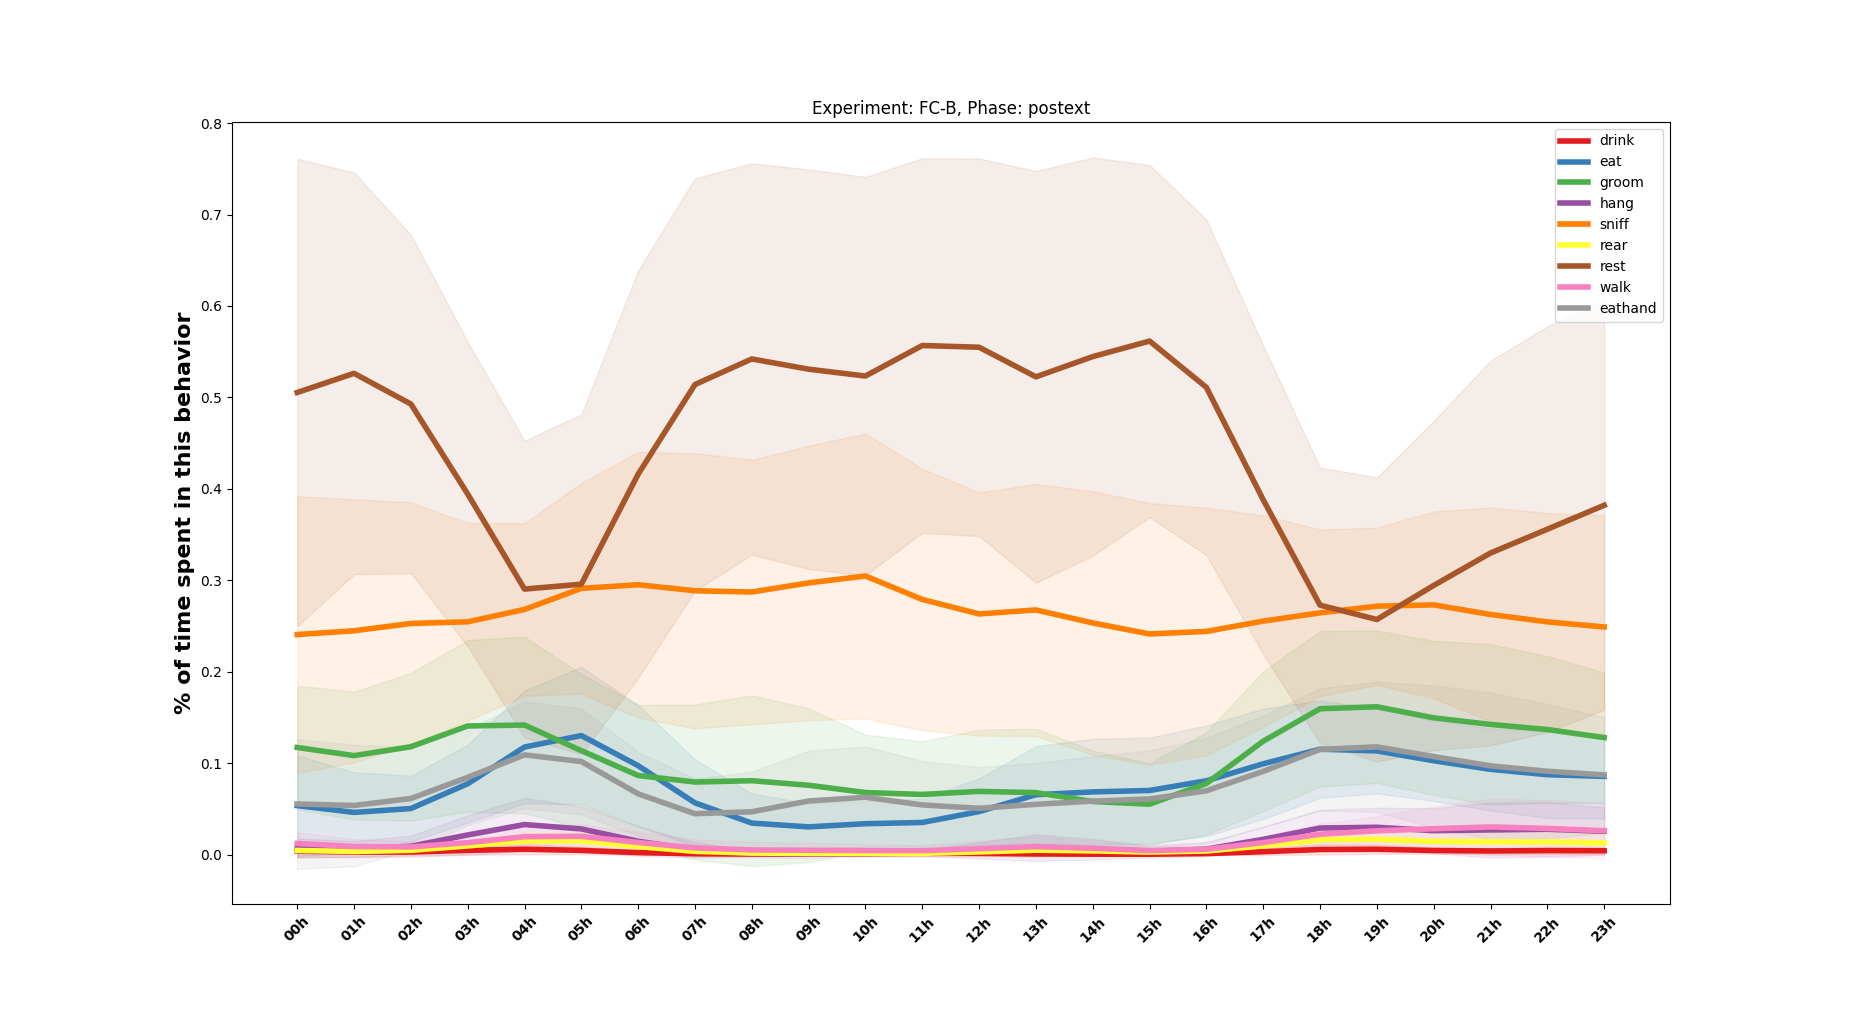 Experiment: FC-B, Phase: postext
% of time spent in this behavior
0.8
0.7
0.6
0.5
0.4
0.3
0.2
0.1
0.0
drink
eat
groom
hang
sniff
rear
rest
walk
eathand
00h 01h 02h 03h 04h 05h 06h 07h 08h 09h 10h 11h 12h 13h 14h 15h 16h 17h 18h 19h 20h 21h 22h 23h